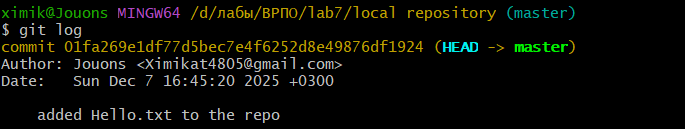 ximik@Jouons MINGW64 /d/лабы/ВРПО/lab7/local repository (master)
$ git log
commit 01fa269e1df77d5bec7e4f6252d8e49876df1924 (HEAD -> master)
Author: Jouons <Ximikat4805@gmail.com>
Date:   Sun Dec 7 16:45:20 2025 +0300
    added Hello.txt to the repo